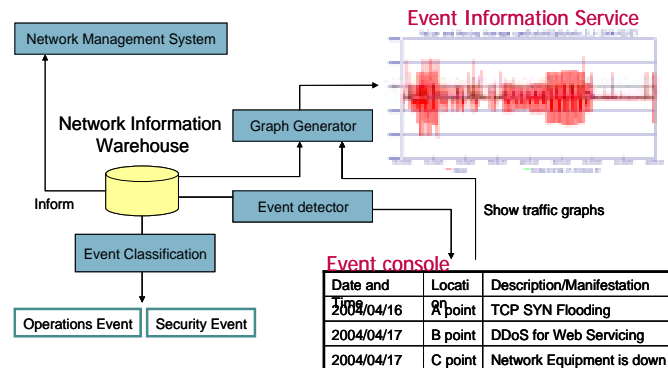 Event Information Service
Network Management System
Network Information
Warehouse
Graph Generator
Inform
Event detector
Show traffic graphs
Event Classification
Event console
Operations Event
Security Event
Date and Time
Location
Description/Manifestation
2004/04/16
A point
TCP SYN Flooding
2004/04/17
B point
DDoS for Web Servicing
2004/04/17
C point
Network Equipment is down